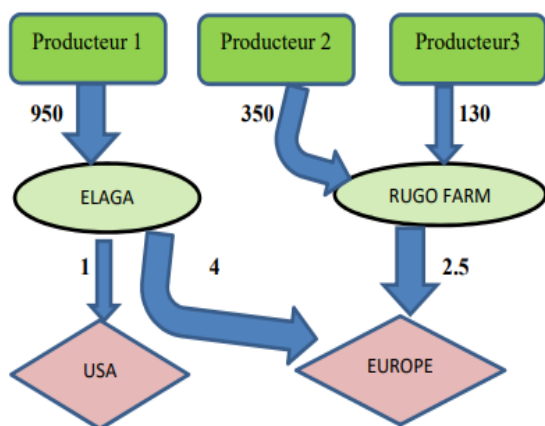 Producteur 1
Producteur 2
Producteur3
950
350
130
ELAGA
RUGO FARM
1
4
2.5
USA
EUROPE